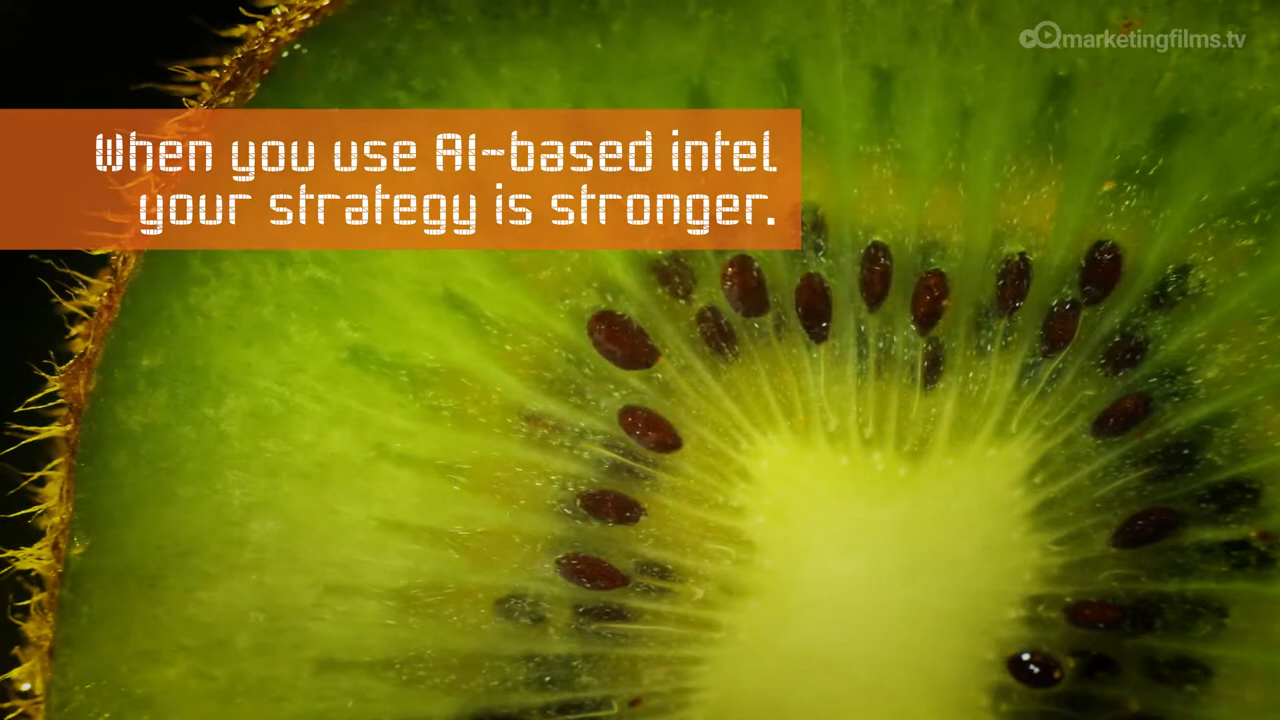 marketingfilms.tv
When you use AI-based intel
your strategy is stronger.